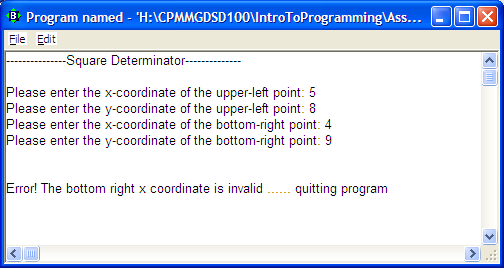 Program named - 'H:\CPMMGDSD100\IntroToProgramming\Ass...
File Edit
---------------Square Determinator--------------
Please enter the x-coordinate of the upper-left point: 5
Please enter the y-coordinate of the upper-left point: 8
Please enter the x-coordinate of the bottom-right point: 4
Please enter the y-coordinate of the bottom-right point: 9
Error! The bottom right x coordinate is invalid ...... quitting program